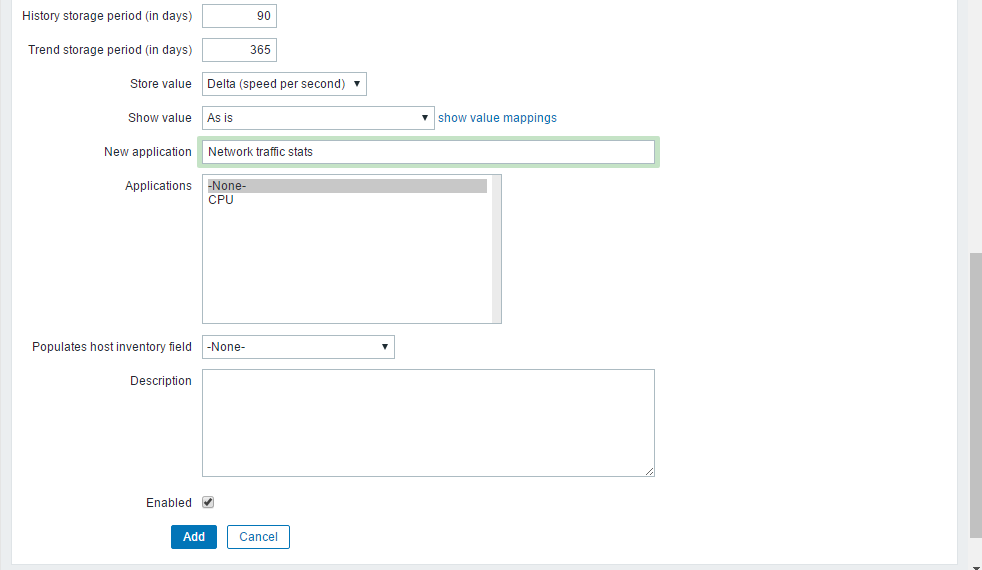 History storage period (in days) 90
Trend storage period (in days) 365
Store value Delta (speed per second)
Show value As is show value mappings
New application Network traffic stats
Applications -None-
CPU
Populates host inventory field -None-
Description
Enabled
Add Cancel